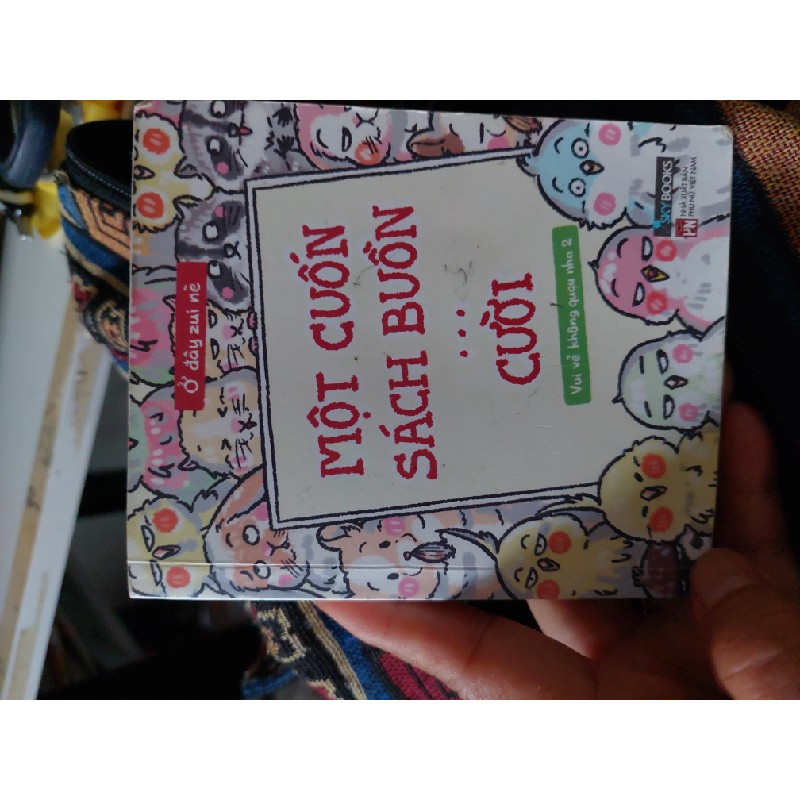 Ở đây zui nè
MỘT CUỐN
SÁCH BUỒN
...
CƯỜI
Vui vẻ không quạu nha 2
SKYBOOKS
PN
NHÀ XUẤT BẢN
PHỤ NỮ VIỆT NAM